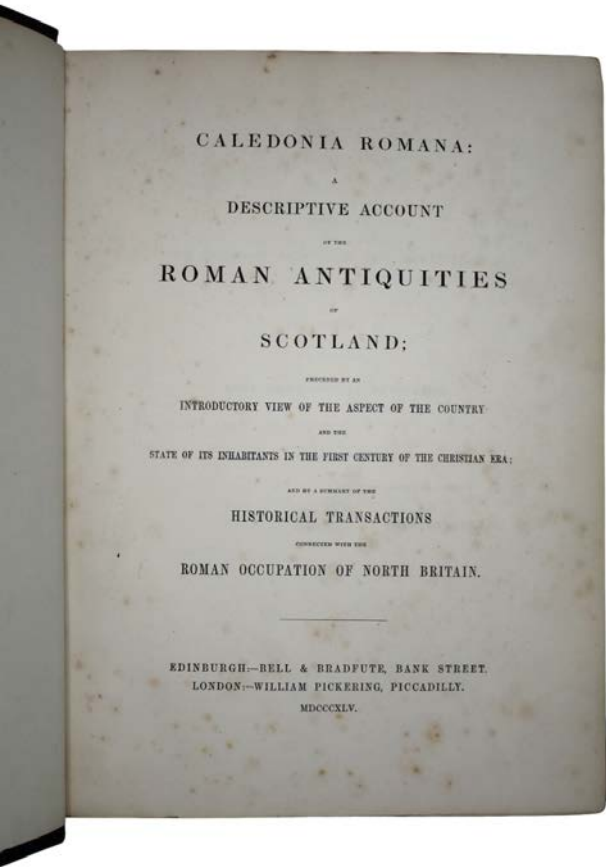 CALEDONIA ROMANA:
A
DESCRIPTIVE ACCOUNT
OF THE
ROMAN ANTIQUITIES
OF
SCOTLAND;
PRECEDED BY AN
INTRODUCTORY VIEW OF THE ASPECT OF THE COUNTRY
AND THE
STATE OF ITS INHABITANTS IN THE FIRST CENTURY OF THE CHRISTIAN ERA;
AND BY A SUMMARY OF THE
HISTORICAL TRANSACTIONS
CONNECTED WITH THE
ROMAN OCCUPATION OF NORTH BRITAIN.
EDINBURGH:—BELL & BRADFUTE, BANK STREET.
LONDON:—WILLIAM PICKERING, PICCADILLY.
MDCCCXLV.